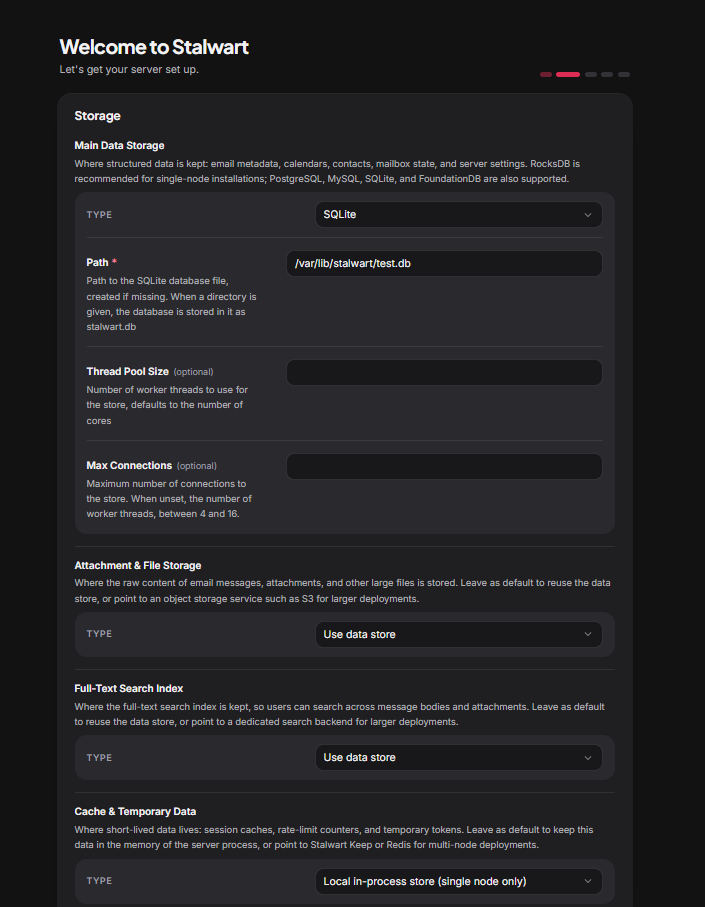 Welcome to Stalwart
Let's get your server set up.
Storage
Main Data Storage
Where structured data is kept: email metadata, calendars, contacts, mailbox state, and server settings. RocksDB is
recommended for single-node installations; PostgreSQL, MySQL, SQLite, and FoundationDB are also supported.
TYPE
SQLite
Path *
/var/lib/stalwart/test.db
Path to the SQLite database file,
created if missing. When a directory is
given, the database is stored in it as
stalwart.db
Thread Pool Size (optional)
Number of worker threads to use for
the store, defaults to the number of
cores
Max Connections (optional)
Maximum number of connections to
the store. When unset, the number of
worker threads, between 4 and 16.
Attachment & File Storage
Where the raw content of email messages, attachments, and other large files is stored. Leave as default to reuse the data
store, or point to an object storage service such as S3 for larger deployments.
TYPE
Use data store
Full-Text Search Index
Where the full-text search index is kept, so users can search across message bodies and attachments. Leave as default
to reuse the data store, or point to a dedicated search backend for larger deployments.
TYPE
Use data store
Cache & Temporary Data
Where short-lived data lives: session caches, rate-limit counters, and temporary tokens. Leave as default to keep this
data in the memory of the server process, or point to Stalwart Keep or Redis for multi-node deployments.
TYPE
Local in-process store (single node only)